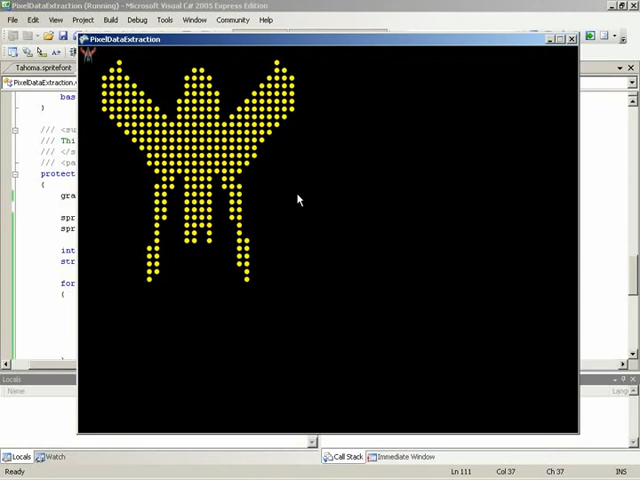 PixelDataExtraction (Running) - Microsoft Visual C# 2005 Express Edition
File Edit View Project Build Debug Tools Window Community Help
PixelDataExtraction
Tahoma.spritefont
PixelDataExtraction.
bas
}
/// <su
/// Thi
/// </s
/// <pa
protec
{
gra
spr
spr
int
str
for
{
}
Locals
Name
Locals Watch
Call Stack Immediate Window
Ready Ln 111 Col 37 Ch 37 INS